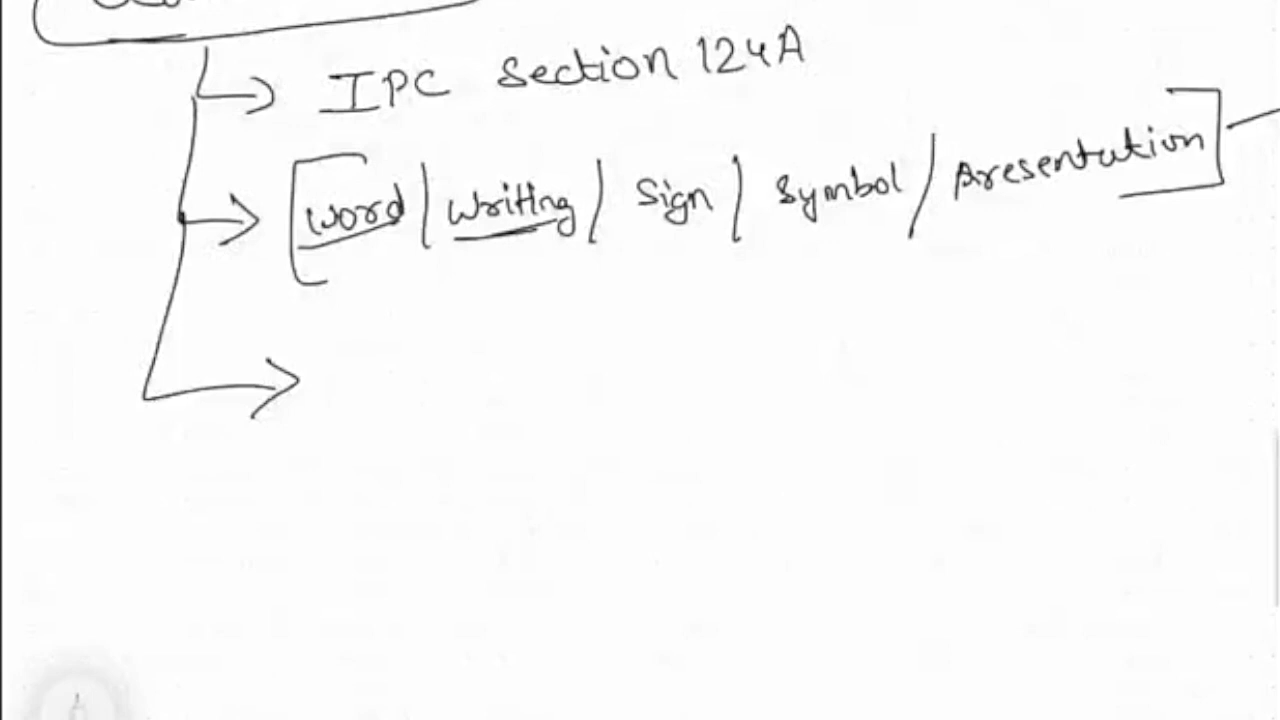 IPC Section 124A
word / writing / Sign / Symbol / Presentation